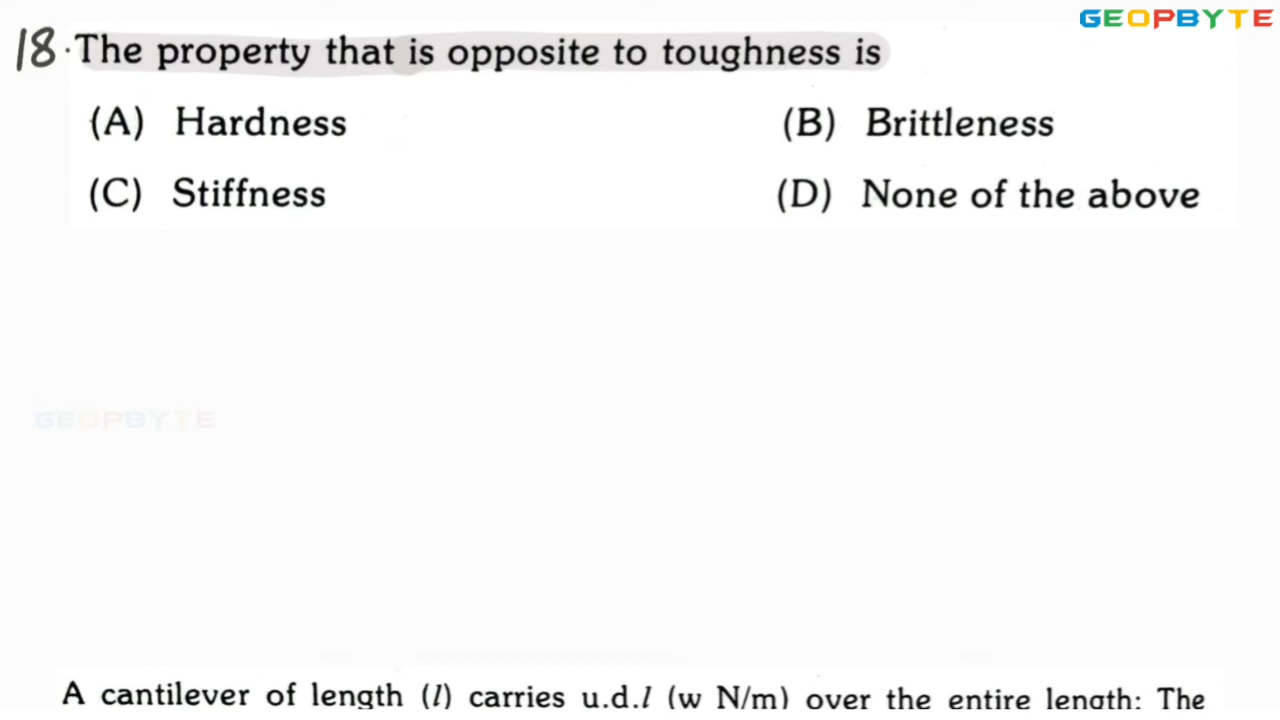 GEOPBYTE
18. The property that is opposite to toughness is
(A) Hardness (B) Brittleness
(C) Stiffness (D) None of the above
GEOPBYTE
A cantilever of length (l) carries u.d.l (w N/m) over the entire length: The